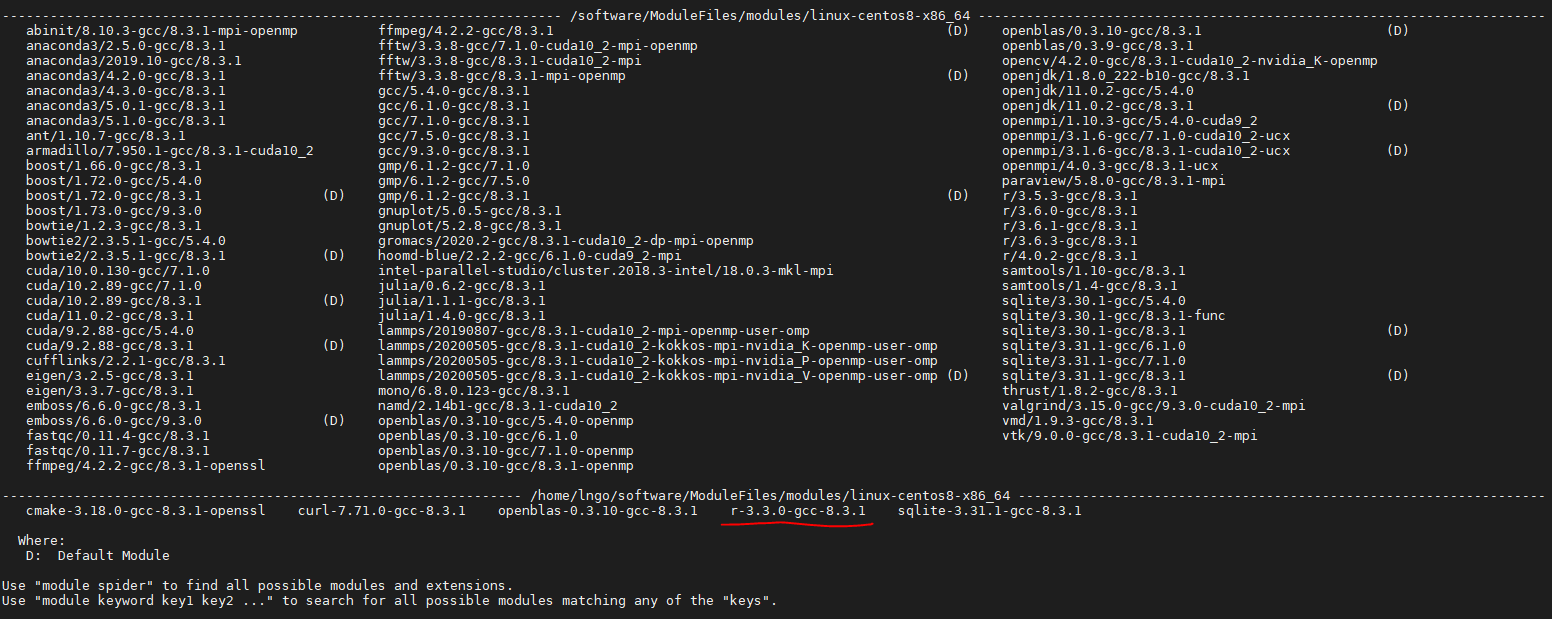 ---------------------------------------------------------------------- /software/ModuleFiles/modules/linux-centos8-x86_64 -----------------------------------------------------------------------
abinit/8.10.3-gcc/8.3.1-mpi-openmp ffmpeg/4.2.2-gcc/8.3.1 (D) openblas/0.3.10-gcc/8.3.1 (D)
anaconda3/2.5.0-gcc/8.3.1 fftw/3.3.8-gcc/7.1.0-cuda10_2-mpi-openmp openblas/0.3.9-gcc/8.3.1
anaconda3/2019.10-gcc/8.3.1 fftw/3.3.8-gcc/8.3.1-cuda10_2-mpi opencv/4.2.0-gcc/8.3.1-cuda10_2-nvidia_K-openmp
anaconda3/4.2.0-gcc/8.3.1 fftw/3.3.8-gcc/8.3.1-mpi-openmp (D) openjdk/1.8.0_222-b10-gcc/8.3.1
anaconda3/4.3.0-gcc/8.3.1 gcc/5.4.0-gcc/8.3.1 openjdk/11.0.2-gcc/5.4.0
anaconda3/5.0.1-gcc/8.3.1 gcc/6.1.0-gcc/8.3.1 openjdk/11.0.2-gcc/8.3.1 (D)
anaconda3/5.1.0-gcc/8.3.1 gcc/7.1.0-gcc/8.3.1 openmpi/1.10.3-gcc/5.4.0-cuda9_2
ant/1.10.7-gcc/8.3.1 gcc/7.5.0-gcc/8.3.1 openmpi/3.1.6-gcc/7.1.0-cuda10_2-ucx
armadillo/7.950.1-gcc/8.3.1-cuda10_2 gcc/9.3.0-gcc/8.3.1 openmpi/3.1.6-gcc/8.3.1-cuda10_2-ucx (D)
boost/1.66.0-gcc/8.3.1 gmp/6.1.2-gcc/7.1.0 openmpi/4.0.3-gcc/8.3.1-ucx
boost/1.72.0-gcc/5.4.0 gmp/6.1.2-gcc/7.5.0 paraview/5.8.0-gcc/8.3.1-mpi
boost/1.72.0-gcc/8.3.1 (D) gmp/6.1.2-gcc/8.3.1 (D) r/3.5.3-gcc/8.3.1
boost/1.73.0-gcc/9.3.0 gnuplot/5.0.5-gcc/8.3.1 r/3.6.0-gcc/8.3.1
bowtie/1.2.3-gcc/8.3.1 gnuplot/5.2.8-gcc/8.3.1 r/3.6.1-gcc/8.3.1
bowtie2/2.3.5.1-gcc/5.4.0 gromacs/2020.2-gcc/8.3.1-cuda10_2-dp-mpi-openmp r/3.6.3-gcc/8.3.1
bowtie2/2.3.5.1-gcc/8.3.1 (D) hoomd-blue/2.2.2-gcc/6.1.0-cuda9_2-mpi r/4.0.2-gcc/8.3.1
cuda/10.0.130-gcc/7.1.0 intel-parallel-studio/cluster.2018.3-intel/18.0.3-mkl-mpi samtools/1.10-gcc/8.3.1
cuda/10.2.89-gcc/7.1.0 julia/0.6.2-gcc/8.3.1 samtools/1.4-gcc/8.3.1
cuda/10.2.89-gcc/8.3.1 (D) julia/1.1.1-gcc/8.3.1 sqlite/3.30.1-gcc/5.4.0
cuda/11.0.2-gcc/8.3.1 julia/1.4.0-gcc/8.3.1 sqlite/3.30.1-gcc/8.3.1-func
cuda/9.2.88-gcc/5.4.0 lammps/20190807-gcc/8.3.1-cuda10_2-mpi-openmp-user-omp sqlite/3.30.1-gcc/8.3.1 (D)
cuda/9.2.88-gcc/8.3.1 (D) lammps/20200505-gcc/8.3.1-cuda10_2-kokkos-mpi-nvidia_K-openmp-user-omp sqlite/3.31.1-gcc/6.1.0
cufflinks/2.2.1-gcc/8.3.1 lammps/20200505-gcc/8.3.1-cuda10_2-kokkos-mpi-nvidia_P-openmp-user-omp sqlite/3.31.1-gcc/7.1.0
eigen/3.2.5-gcc/8.3.1 lammps/20200505-gcc/8.3.1-cuda10_2-kokkos-mpi-nvidia_V-openmp-user-omp (D) sqlite/3.31.1-gcc/8.3.1 (D)
eigen/3.3.7-gcc/8.3.1 mono/6.8.0.123-gcc/8.3.1 thrust/1.8.2-gcc/8.3.1
emboss/6.6.0-gcc/8.3.1 namd/2.14b1-gcc/8.3.1-cuda10_2 valgrind/3.15.0-gcc/9.3.0-cuda10_2-mpi
emboss/6.6.0-gcc/9.3.0 (D) openblas/0.3.10-gcc/5.4.0-openmp vmd/1.9.3-gcc/8.3.1
fastqc/0.11.4-gcc/8.3.1 openblas/0.3.10-gcc/6.1.0 vtk/9.0.0-gcc/8.3.1-cuda10_2-mpi
fastqc/0.11.7-gcc/8.3.1 openblas/0.3.10-gcc/7.1.0-openmp
ffmpeg/4.2.2-gcc/8.3.1-openssl openblas/0.3.10-gcc/8.3.1-openmp
----------------------------------------------------------------- /home/lngo/software/ModuleFiles/modules/linux-centos8-x86_64 ------------------------------------------------------------------
cmake-3.18.0-gcc-8.3.1-openssl curl-7.71.0-gcc-8.3.1 openblas-0.3.10-gcc-8.3.1 r-3.3.0-gcc-8.3.1 sqlite-3.31.1-gcc-8.3.1
Where:
D: Default Module
Use "module spider" to find all possible modules and extensions.
Use "module keyword key1 key2 ..." to search for all possible modules matching any of the "keys".